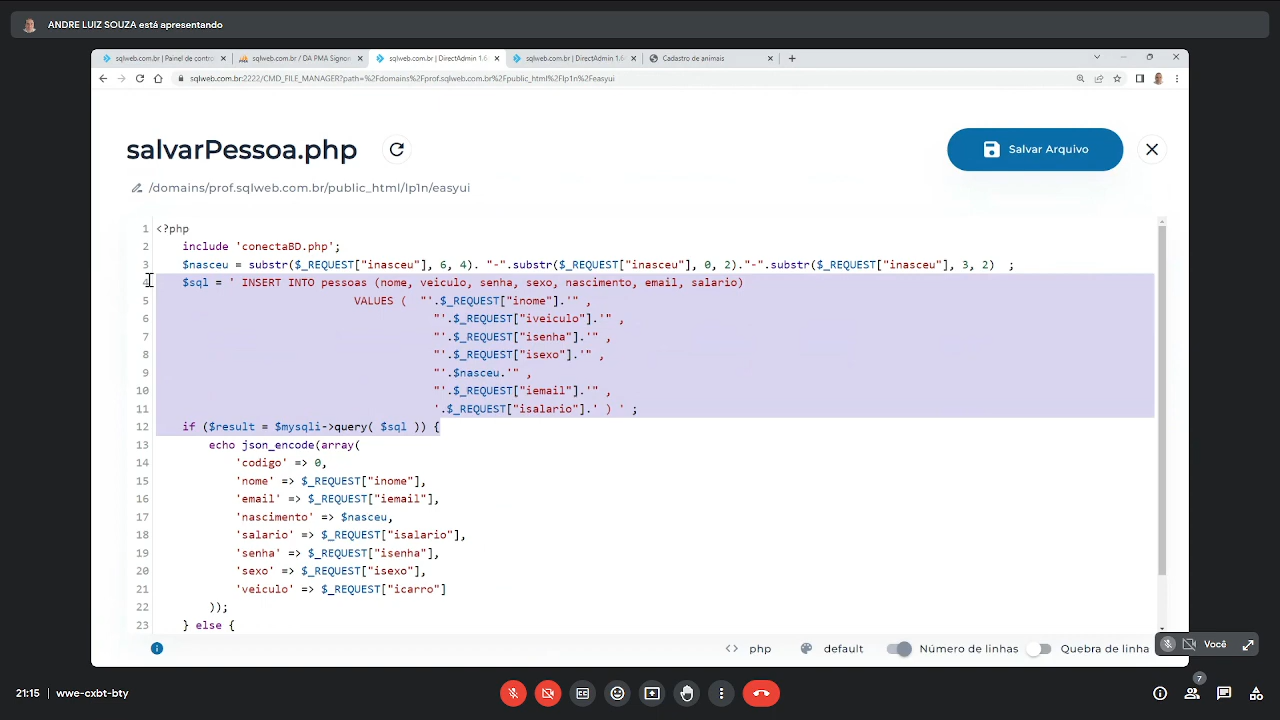 ANDRE LUIZ SOUZA está apresentando
sqlweb.com.br | Painel de contro
sqlweb.com.br / DA PMA Signon
sqlweb.com.br | DirectAdmin 1.6
sqlweb.com.br | DirectAdmin 1.6
Cadastro de animais
sqlweb.com.br:2222/CMD_FILE_MANAGER?path=%2Fdomains%2Fprof.sqlweb.com.br%2Fpublic_html%2Flp1n%2Feasyui
salvarPessoa.php
Salvar Arquivo
/domains/prof.sqlweb.com.br/public_html/lp1n/easyui
1 <?php
2 include 'conectaBD.php';
3 $nasceu = substr($_REQUEST["inasceu"], 6, 4). "-".substr($_REQUEST["inasceu"], 0, 2)."-".substr($_REQUEST["inasceu"], 3, 2)  ;
4 $sql = ' INSERT INTO pessoas (nome, veiculo, senha, sexo, nascimento, email, salario)
5 VALUES (  "'.$_REQUEST["inome"].'" ,
6 "'.$_REQUEST["iveiculo"].'" ,
7 "'.$_REQUEST["isenha"].'" ,
8 "'.$_REQUEST["isexo"].'" ,
9 "'.$nasceu.'" ,
10 "'.$_REQUEST["iemail"].'" ,
11 '.$_REQUEST["isalario"].' ) ' ;
12 if ($result = $mysqli->query( $sql )) {
13 echo json_encode(array(
14 'codigo' => 0,
15 'nome' => $_REQUEST["inome"],
16 'email' => $_REQUEST["iemail"],
17 'nascimento' => $nasceu,
18 'salario' => $_REQUEST["isalario"],
19 'senha' => $_REQUEST["isenha"],
20 'sexo' => $_REQUEST["isexo"],
21 'veiculo' => $_REQUEST["icarro"]
22 ));
23 } else {
php
default
Número de linhas
Quebra de linha
Você
21:15
wwe-cxbt-bty
7